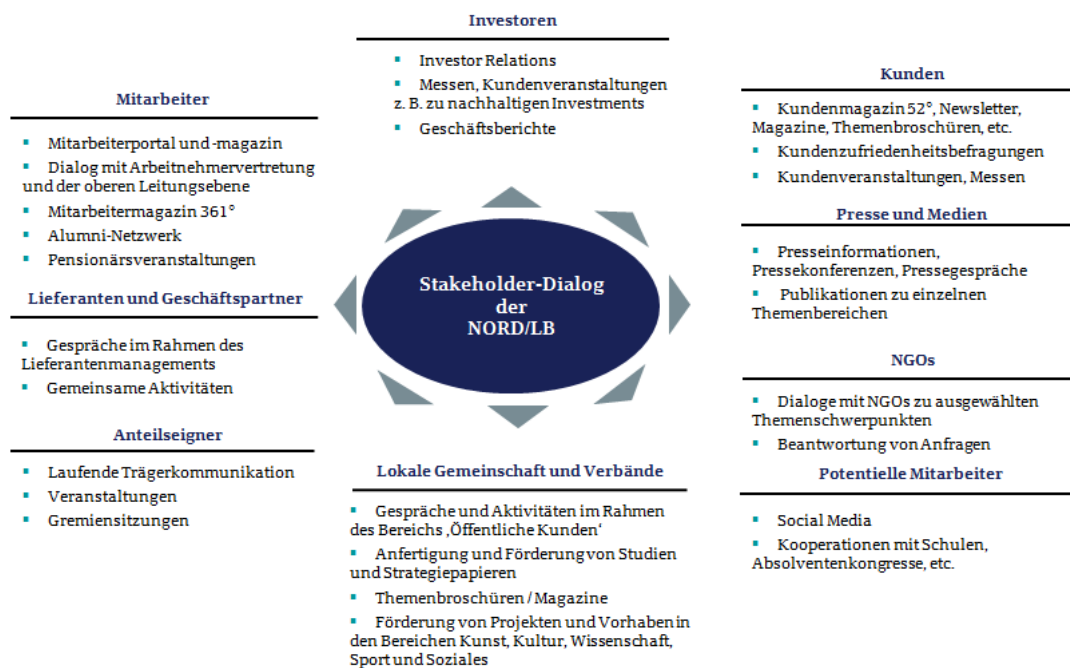 Investoren
Investor Relations
Messen, Kundenveranstaltungen
z. B. zu nachhaltigen Investments
Geschäftsberichte
Mitarbeiter
Mitarbeiterportal und -magazin
Dialog mit Arbeitnehmervertretung
und der oberen Leitungsebene
Mitarbeitermagazin 361°
Alumni-Netzwerk
Pensionärsveranstaltungen
Lieferanten und Geschäftspartner
Gespräche im Rahmen des
Lieferantenmanagements
Gemeinsame Aktivitäten
Anteilseigner
Laufende Trägerkommunikation
Veranstaltungen
Gremiensitzungen
Stakeholder-Dialog
der
NORD/LB
Lokale Gemeinschaft und Verbände
Gespräche und Aktivitäten im Rahmen
des Bereichs ‚Öffentliche Kunden‘
Anfertigung und Förderung von Studien
und Strategiepapieren
Themenbroschüren / Magazine
Förderung von Projekten und Vorhaben in
den Bereichen Kunst, Kultur, Wissenschaft,
Sport und Soziales
Kunden
Kundenmagazin 52°, Newsletter,
Magazine, Themenbroschüren, etc.
Kundenzufriedenheitsbefragungen
Kundenveranstaltungen, Messen
Presse und Medien
Presseinformationen,
Pressekonferenzen, Pressegespräche
Publikationen zu einzelnen
Themenbereichen
NGOs
Dialoge mit NGOs zu ausgewählten
Themenschwerpunkten
Beantwortung von Anfragen
Potentielle Mitarbeiter
Social Media
Kooperationen mit Schulen,
Absolventenkongresse, etc.